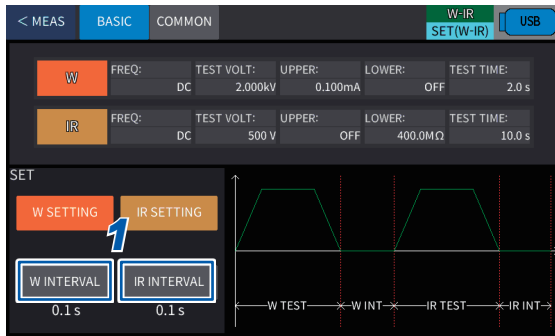 < MEAS BASIC COMMON W-IR SET(W-IR) USB
W FREQ: DC TEST VOLT: 2.000kV UPPER: 0.100mA LOWER: OFF TEST TIME: 2.0 s
IR FREQ: DC TEST VOLT: 500 V UPPER: OFF LOWER: 400.0MΩ TEST TIME: 10.0 s
SET
W SETTING IR SETTING
1
W INTERVAL IR INTERVAL
0.1 s 0.1 s
W TEST W INT IR TEST IR INT